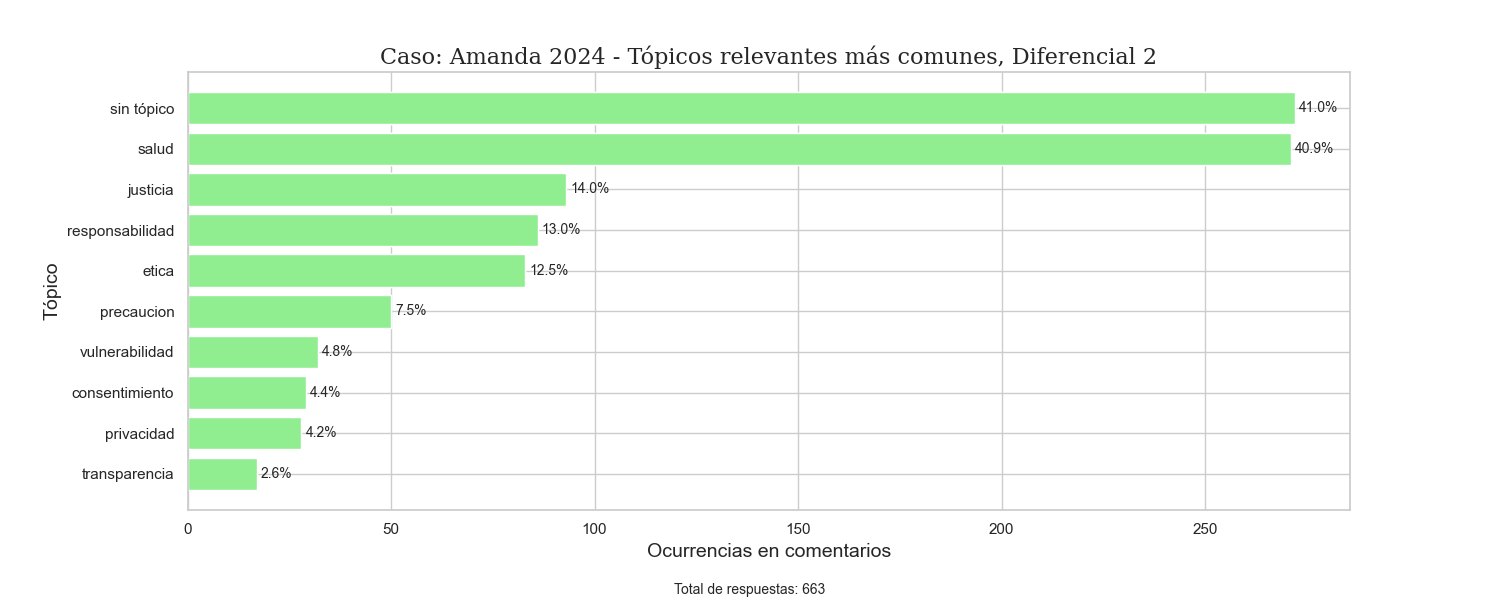 Caso: Amanda 2024 - Tópicos relevantes más comunes, Diferencial 2
sin tópico 41.0%
salud 40.9%
justicia 14.0%
responsabilidad 13.0%
etica 12.5%
precaucion 7.5%
vulnerabilidad 4.8%
consentimiento 4.4%
privacidad 4.2%
transparencia 2.6%
Tópico
0 50 100 150 200 250
Ocurrencias en comentarios
Total de respuestas: 663